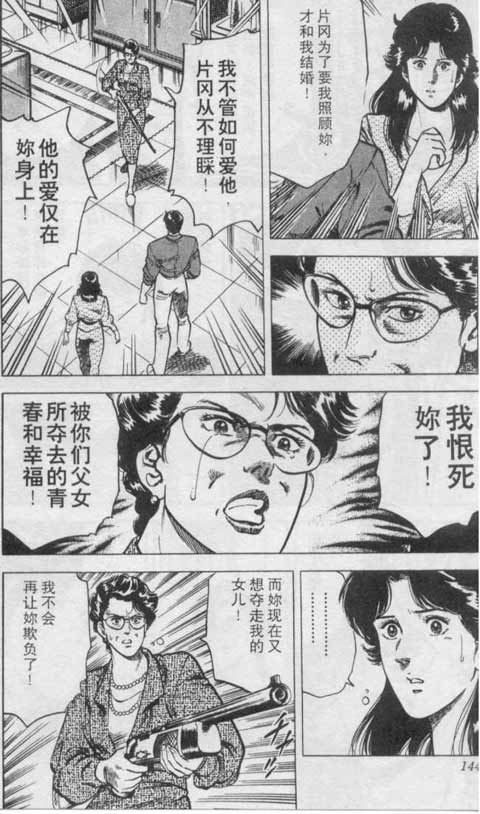 片冈为了要我照顾妳，
才和我结婚！
我不管如何爱他，
片冈从不理睬！
他的爱仅在
妳身上！
我恨死
妳了！
被你们父女
所夺去的青
春和幸福！
…………
而妳现在又
想夺走我的
女儿！
我不会
再让妳欺负了！
144